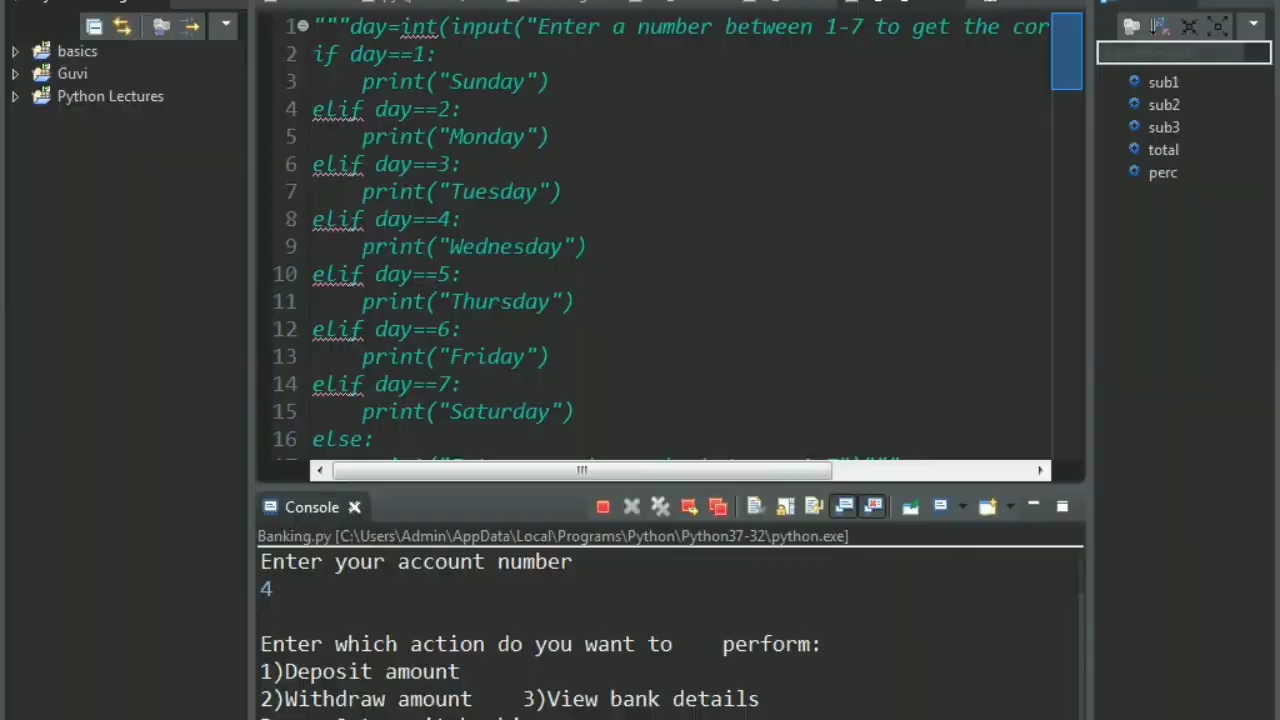 basics
Guvi
Python Lectures
1 """day=int(input("Enter a number between 1-7 to get the cor
2 if day==1:
3 print("Sunday")
4 elif day==2:
5 print("Monday")
6 elif day==3:
7 print("Tuesday")
8 elif day==4:
9 print("Wednesday")
10 elif day==5:
11 print("Thursday")
12 elif day==6:
13 print("Friday")
14 elif day==7:
15 print("Saturday")
16 else:
sub1
sub2
sub3
total
perc
Console
Banking.py [C:\Users\Admin\AppData\Local\Programs\Python\Python37-32\python.exe]
Enter your account number
4
Enter which action do you want to perform:
1)Deposit amount
2)Withdraw amount 3)View bank details